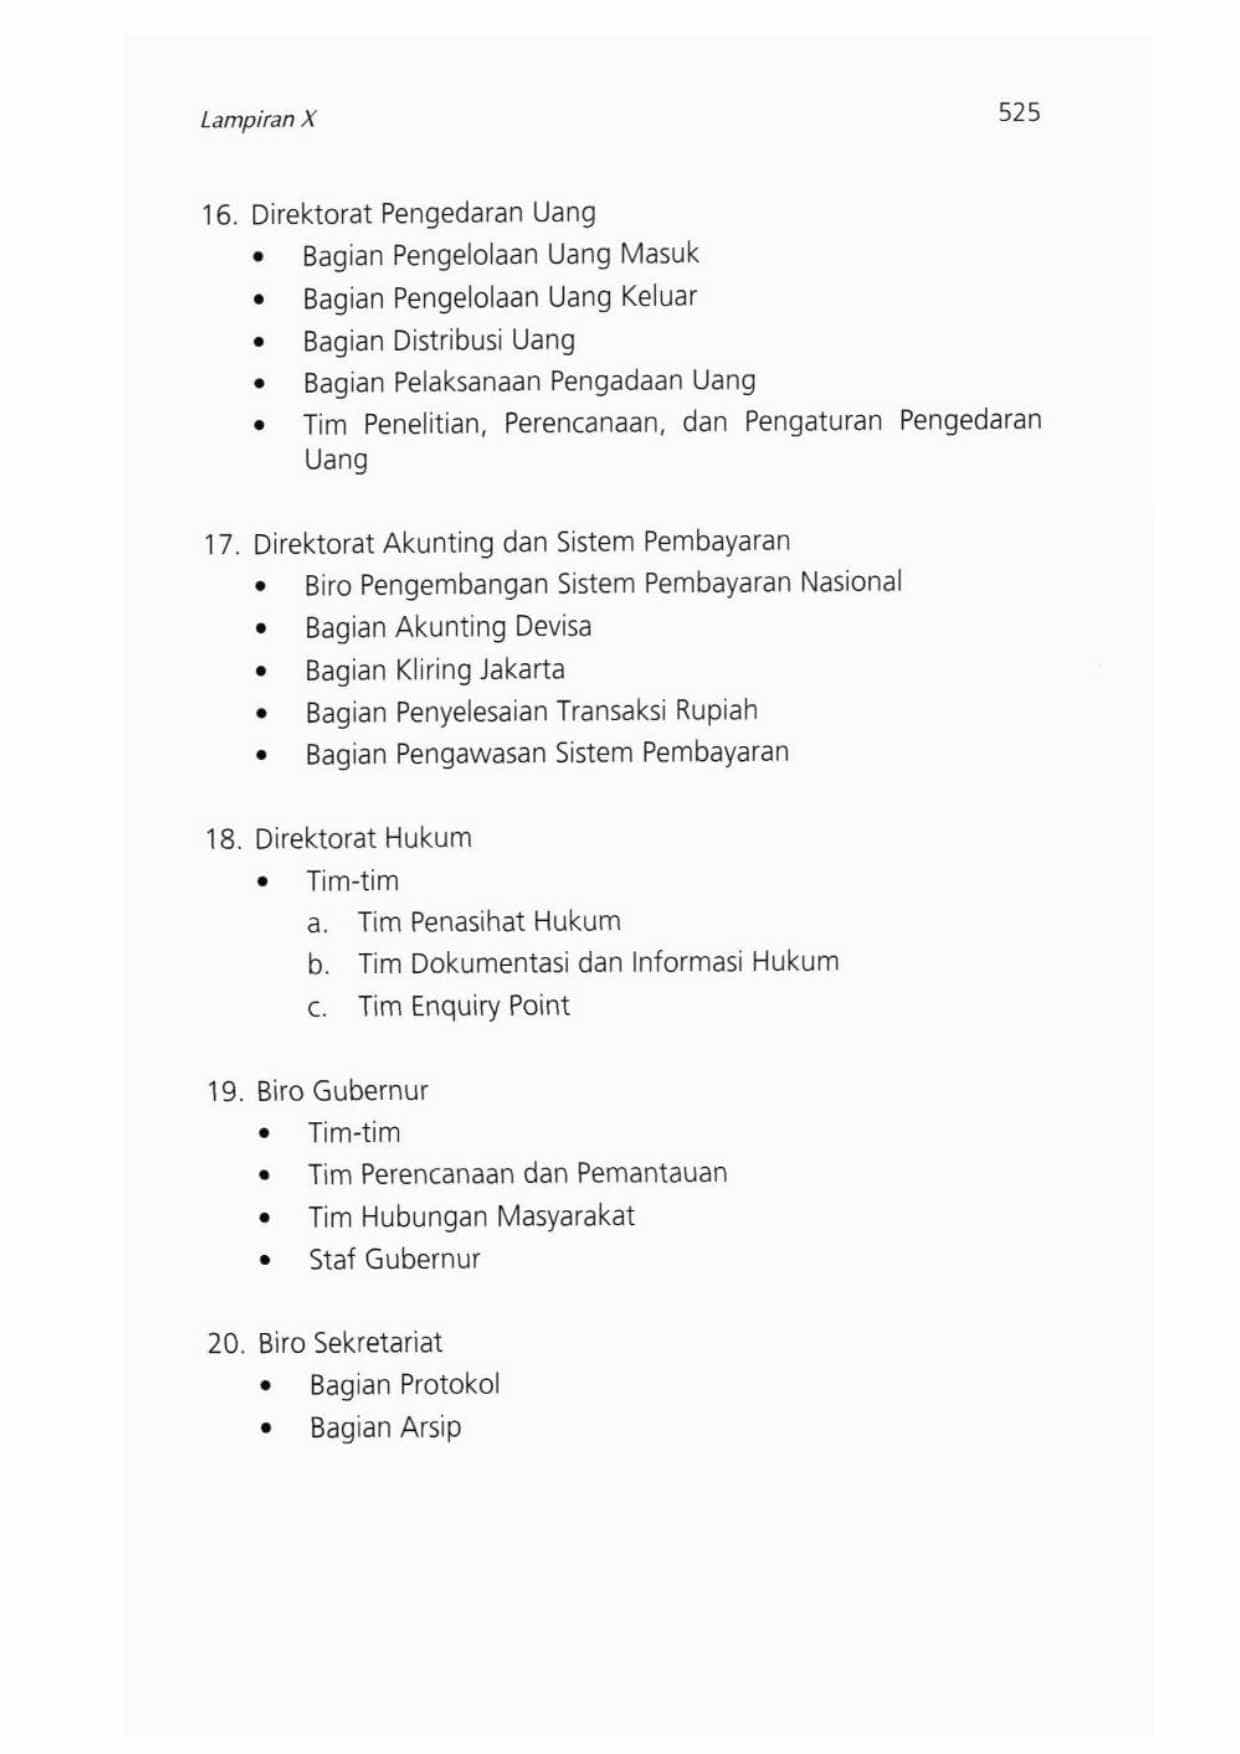 Lampiran X
525
16. Direktorat Pengedaran Uang
• Bagian Pengelolaan Uang Masuk
• Bagian Pengelolaan Uang Keluar
• Bagian Distribusi Uang
• Bagian Pelaksanaan Pengadaan Uang
• Tim Penelitian, Perencanaan, dan Pengaturan Pengedaran
Uang
17. Direktorat Akunting dan Sistem Pembayaran
• Biro Pengembangan Sistem Pembayaran Nasional
• Bagian Akunting Devisa
• Bagian Kliring Jakarta
• Bagian Penyelesaian Transaksi Rupiah
• Bagian Pengawasan Sistem Pembayaran
18. Direktorat Hukum
• Tim-tim
a. Tim Penasihat Hukum
b. Tim Dokumentasi dan Informasi Hukum
c. Tim Enquiry Point
19. Biro Gubernur
• Tim-tim
• Tim Perencanaan dan Pemantauan
• Tim Hubungan Masyarakat
• Staf Gubernur
20. Biro Sekretariat
• Bagian Protokol
• Bagian Arsip